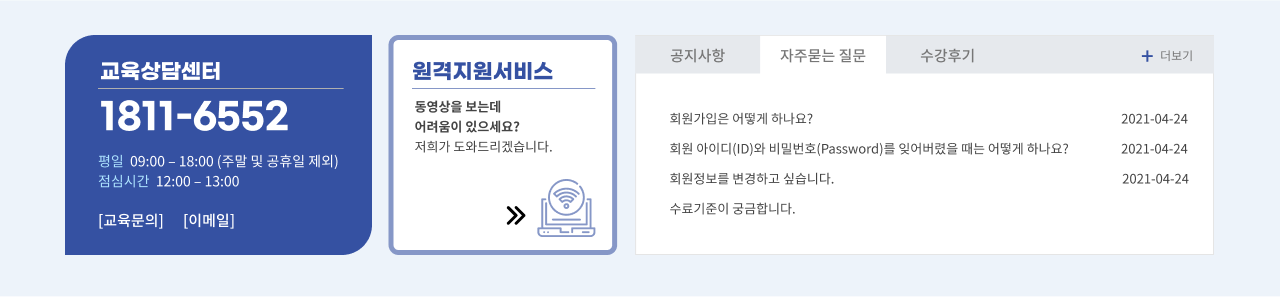 교육상담센터
1811-6552
평일 09:00 – 18:00 (주말 및 공휴일 제외)
점심시간 12:00 – 13:00
[교육문의] [이메일]
원격지원서비스
동영상을 보는데
어려움이 있으세요?
저희가 도와드리겠습니다.
공지사항 자주묻는 질문 수강후기 + 더보기
회원가입은 어떻게 하나요? 2021-04-24
회원 아이디(ID)와 비밀번호(Password)를 잊어버렸을 때는 어떻게 하나요? 2021-04-24
회원정보를 변경하고 싶습니다. 2021-04-24
수료기준이 궁금합니다.